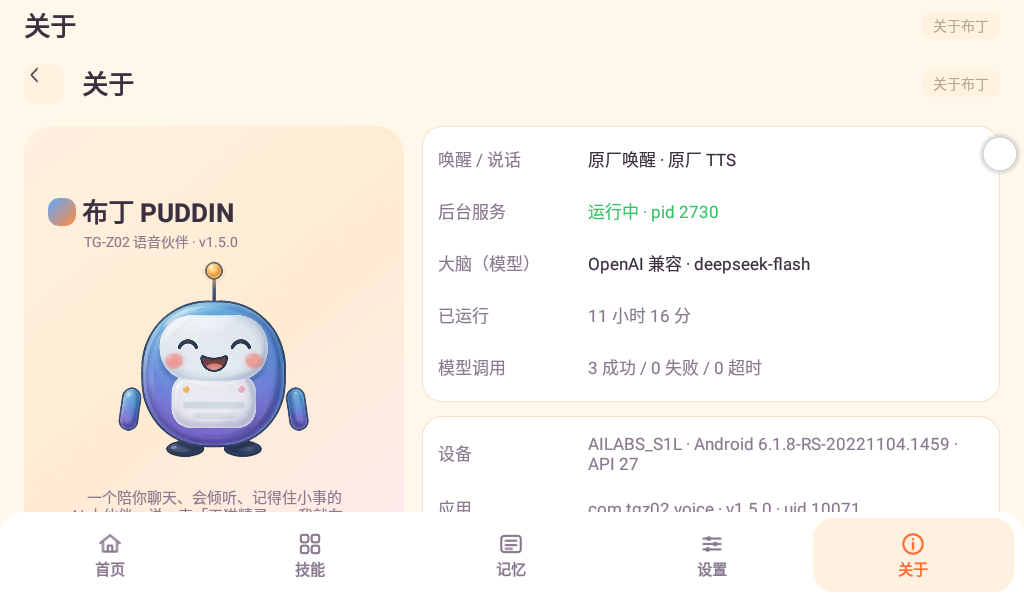 关于
关于布丁
关于
关于布丁
布丁 PUDDIN
TG-Z02 语音伙伴 · v1.5.0
一个陪你聊天、会倾听、记得住小事的
唤醒 / 说话
原厂唤醒 · 原厂 TTS
后台服务
运行中 · pid 2730
大脑（模型）
OpenAI 兼容 · deepseek-flash
已运行
11 小时 16 分
模型调用
3 成功 / 0 失败 / 0 超时
设备
AILABS_S1L · Android 6.1.8-RS-20221104.1459 ·
API 27
应用
com.tgz02.voice · v1.5.0 · uid 10071
首页
技能
记忆
设置
关于